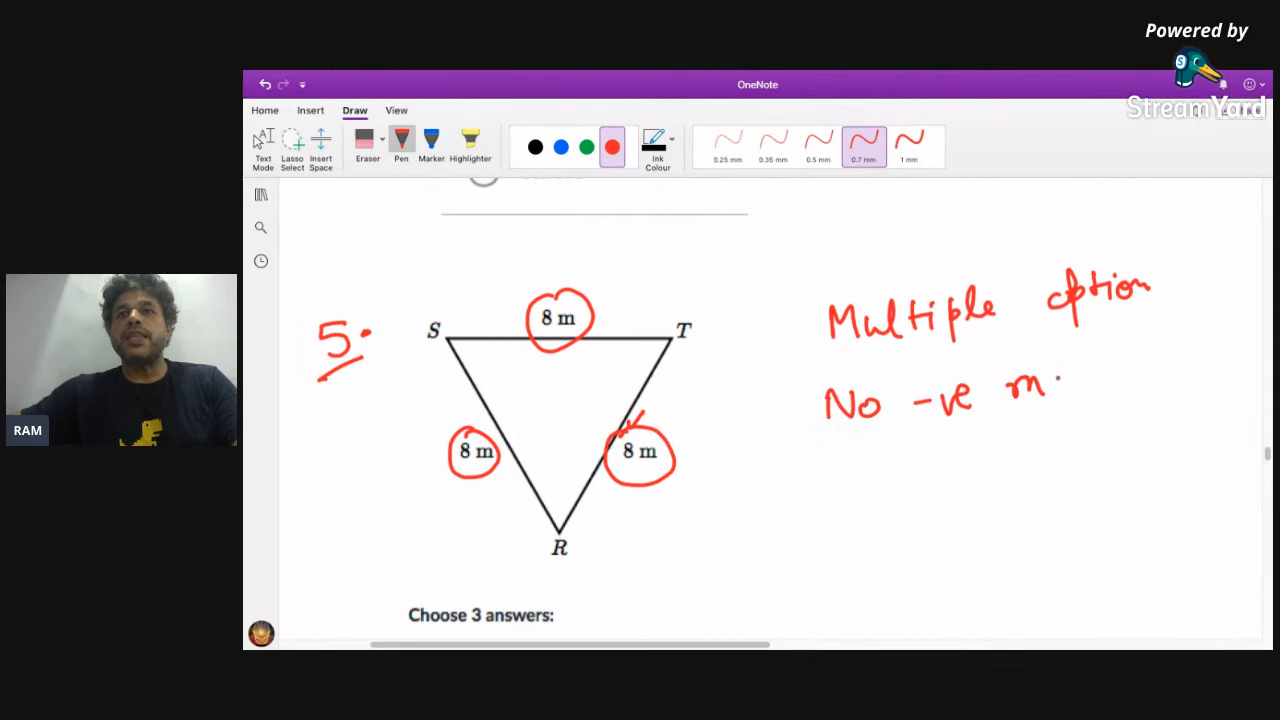 Powered by
StreamYard
OneNote
Home Insert Draw View
Text Mode
Lasso Select
Insert Space
Eraser
Pen
Marker
Highlighter
Ink Colour
0.25 mm
0.35 mm
0.5 mm
0.7 mm
1 mm
5.
8 m
S
T
8 m
8 m
R
Choose 3 answers:
Multiple option
No -ve m
RAM